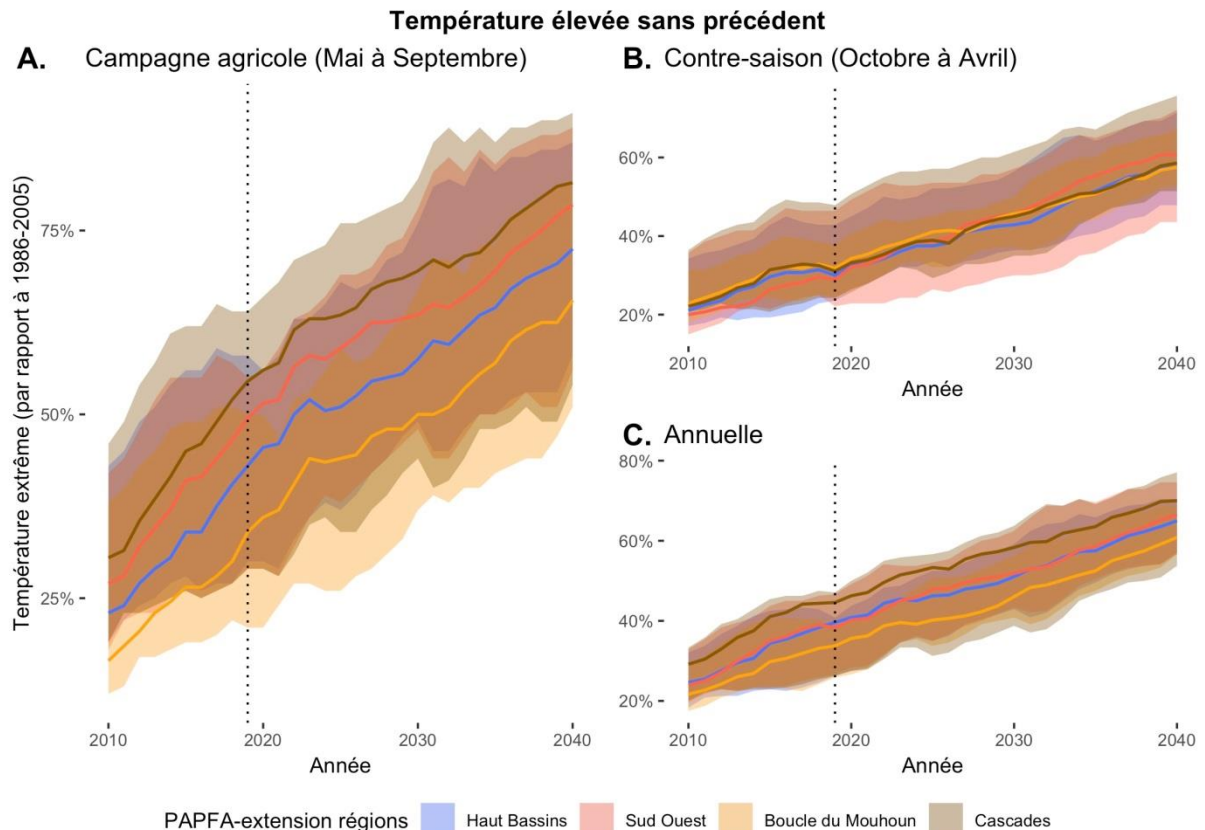 Température élevée sans précédent
A. Campagne agricole (Mai à Septembre)
Température extrême (par rapport à 1986-2005)
75%
50%
25%
2010 2020 2030 2040
Année
B. Contre-saison (Octobre à Avril)
60%
40%
20%
2010 2020 2030 2040
Année
C. Annuelle
80%
60%
40%
20%
2010 2020 2030 2040
Année
PAPFA-extension régions Haut Bassins Sud Ouest Boucle du Mouhoun Cascades